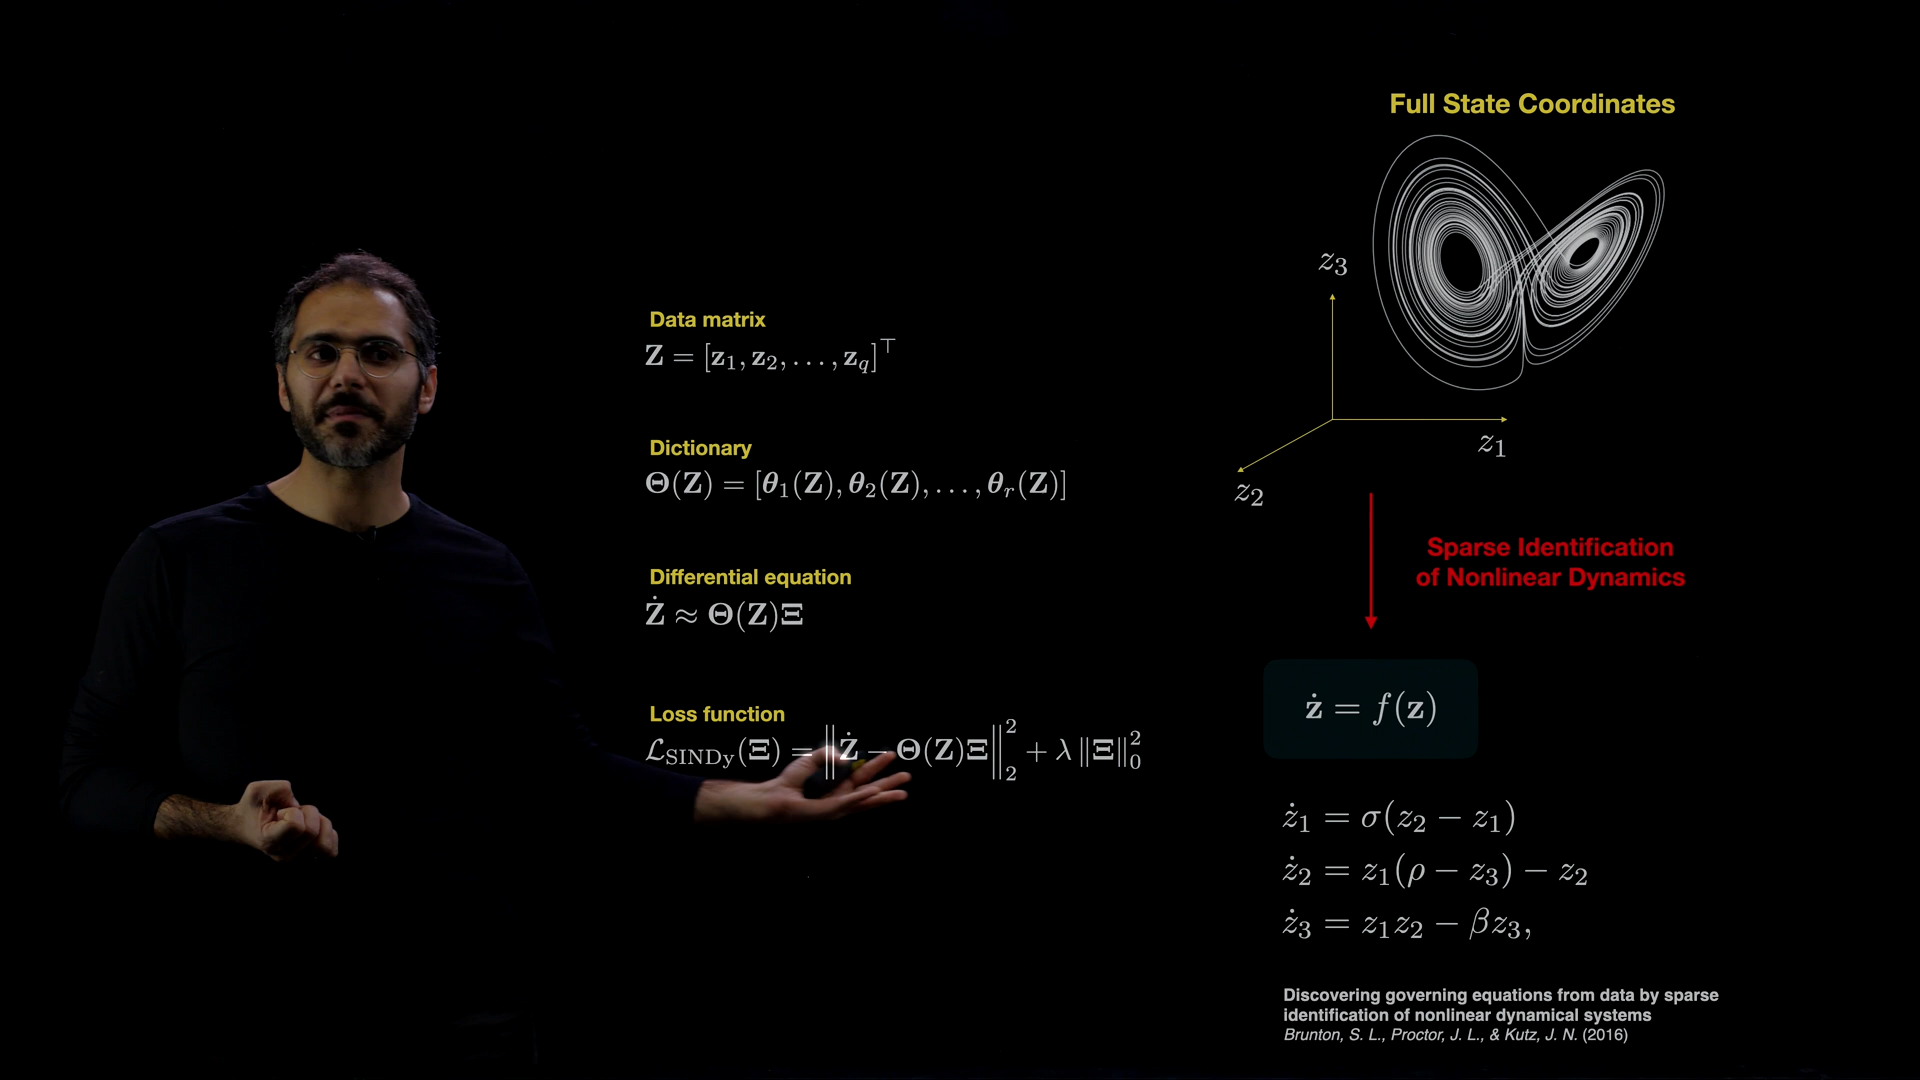 Full State Coordinates
z₃
z₁
z₂
Data matrix
Z = [z₁, z₂, . . . , z_q]^⊤
Dictionary
Θ(Z) = [θ₁(Z), θ₂(Z), . . . , θᵣ(Z)]
Differential equation
Ż ≈ Θ(Z)Ξ
Loss function
ℒ_SINDy(Ξ) = ‖Ż − Θ(Z)Ξ‖₂² + λ ‖Ξ‖₀²
Sparse Identification
of Nonlinear Dynamics
ż = f(z)
ż₁ = σ(z₂ − z₁)
ż₂ = z₁(ρ − z₃) − z₂
ż₃ = z₁z₂ − βz₃,
Discovering governing equations from data by sparse
identification of nonlinear dynamical systems
Brunton, S. L., Proctor, J. L., & Kutz, J. N. (2016)